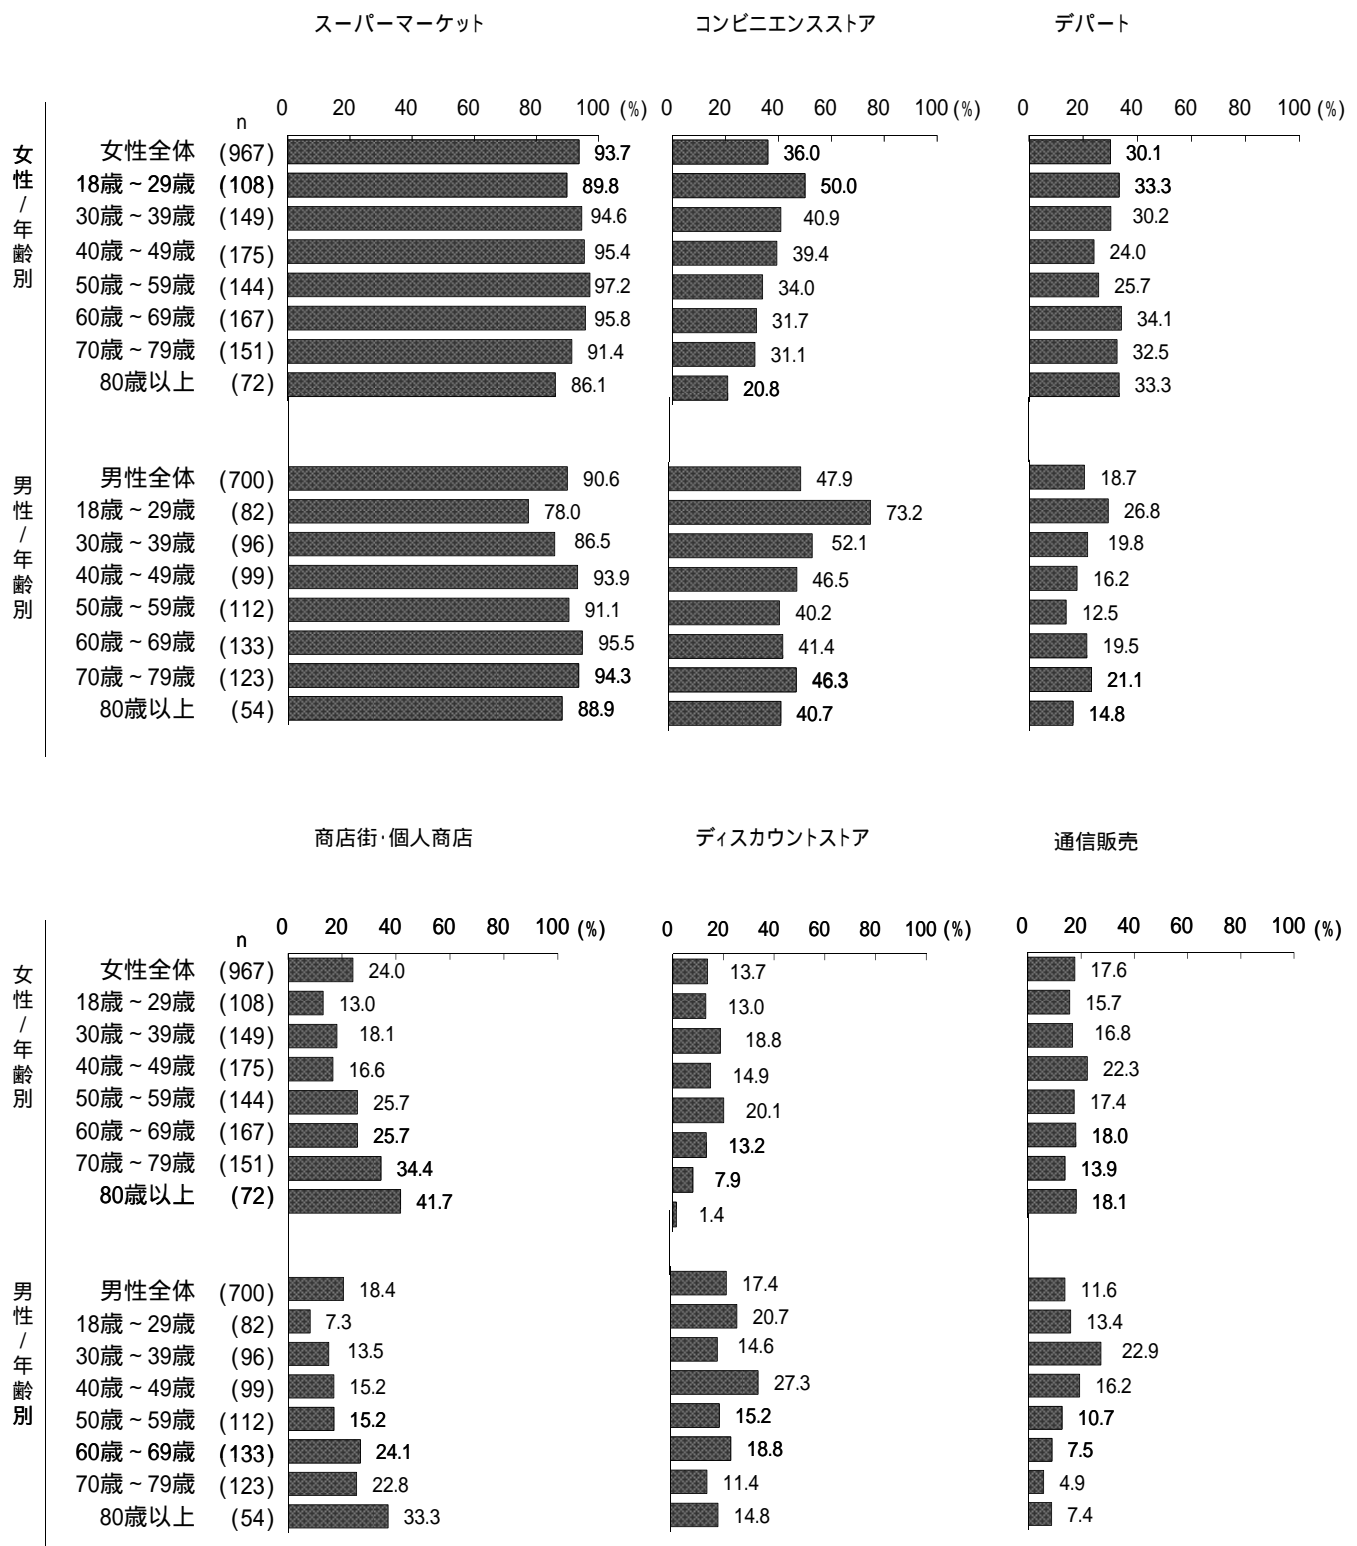 スーパーマーケット コンビニエンスストア デパート
0 20 40 60 80 100 (%) 0 20 40 60 80 100 (%) 0 20 40 60 80 100 (%)
n
女性/年齢別
女性全体 (967) 93.7 36.0 30.1
18歳~29歳 (108) 89.8 50.0 33.3
30歳~39歳 (149) 94.6 40.9 30.2
40歳~49歳 (175) 95.4 39.4 24.0
50歳~59歳 (144) 97.2 34.0 25.7
60歳~69歳 (167) 95.8 31.7 34.1
70歳~79歳 (151) 91.4 31.1 32.5
80歳以上 (72) 86.1 20.8 33.3
男性/年齢別
男性全体 (700) 90.6 47.9 18.7
18歳~29歳 (82) 78.0 73.2 26.8
30歳~39歳 (96) 86.5 52.1 19.8
40歳~49歳 (99) 93.9 46.5 16.2
50歳~59歳 (112) 91.1 40.2 12.5
60歳~69歳 (133) 95.5 41.4 19.5
70歳~79歳 (123) 94.3 46.3 21.1
80歳以上 (54) 88.9 40.7 14.8
商店街・個人商店 ディスカウントストア 通信販売
0 20 40 60 80 100 (%) 0 20 40 60 80 100 (%) 0 20 40 60 80 100 (%)
n
女性/年齢別
女性全体 (967) 24.0 13.7 17.6
18歳~29歳 (108) 13.0 13.0 15.7
30歳~39歳 (149) 18.1 18.8 16.8
40歳~49歳 (175) 16.6 14.9 22.3
50歳~59歳 (144) 25.7 20.1 17.4
60歳~69歳 (167) 25.7 13.2 18.0
70歳~79歳 (151) 34.4 7.9 13.9
80歳以上 (72) 41.7 1.4 18.1
男性/年齢別
男性全体 (700) 18.4 17.4 11.6
18歳~29歳 (82) 7.3 20.7 13.4
30歳~39歳 (96) 13.5 14.6 22.9
40歳~49歳 (99) 15.2 27.3 16.2
50歳~59歳 (112) 15.2 15.2 10.7
60歳~69歳 (133) 24.1 18.8 7.5
70歳~79歳 (123) 22.8 11.4 4.9
80歳以上 (54) 33.3 14.8 7.4